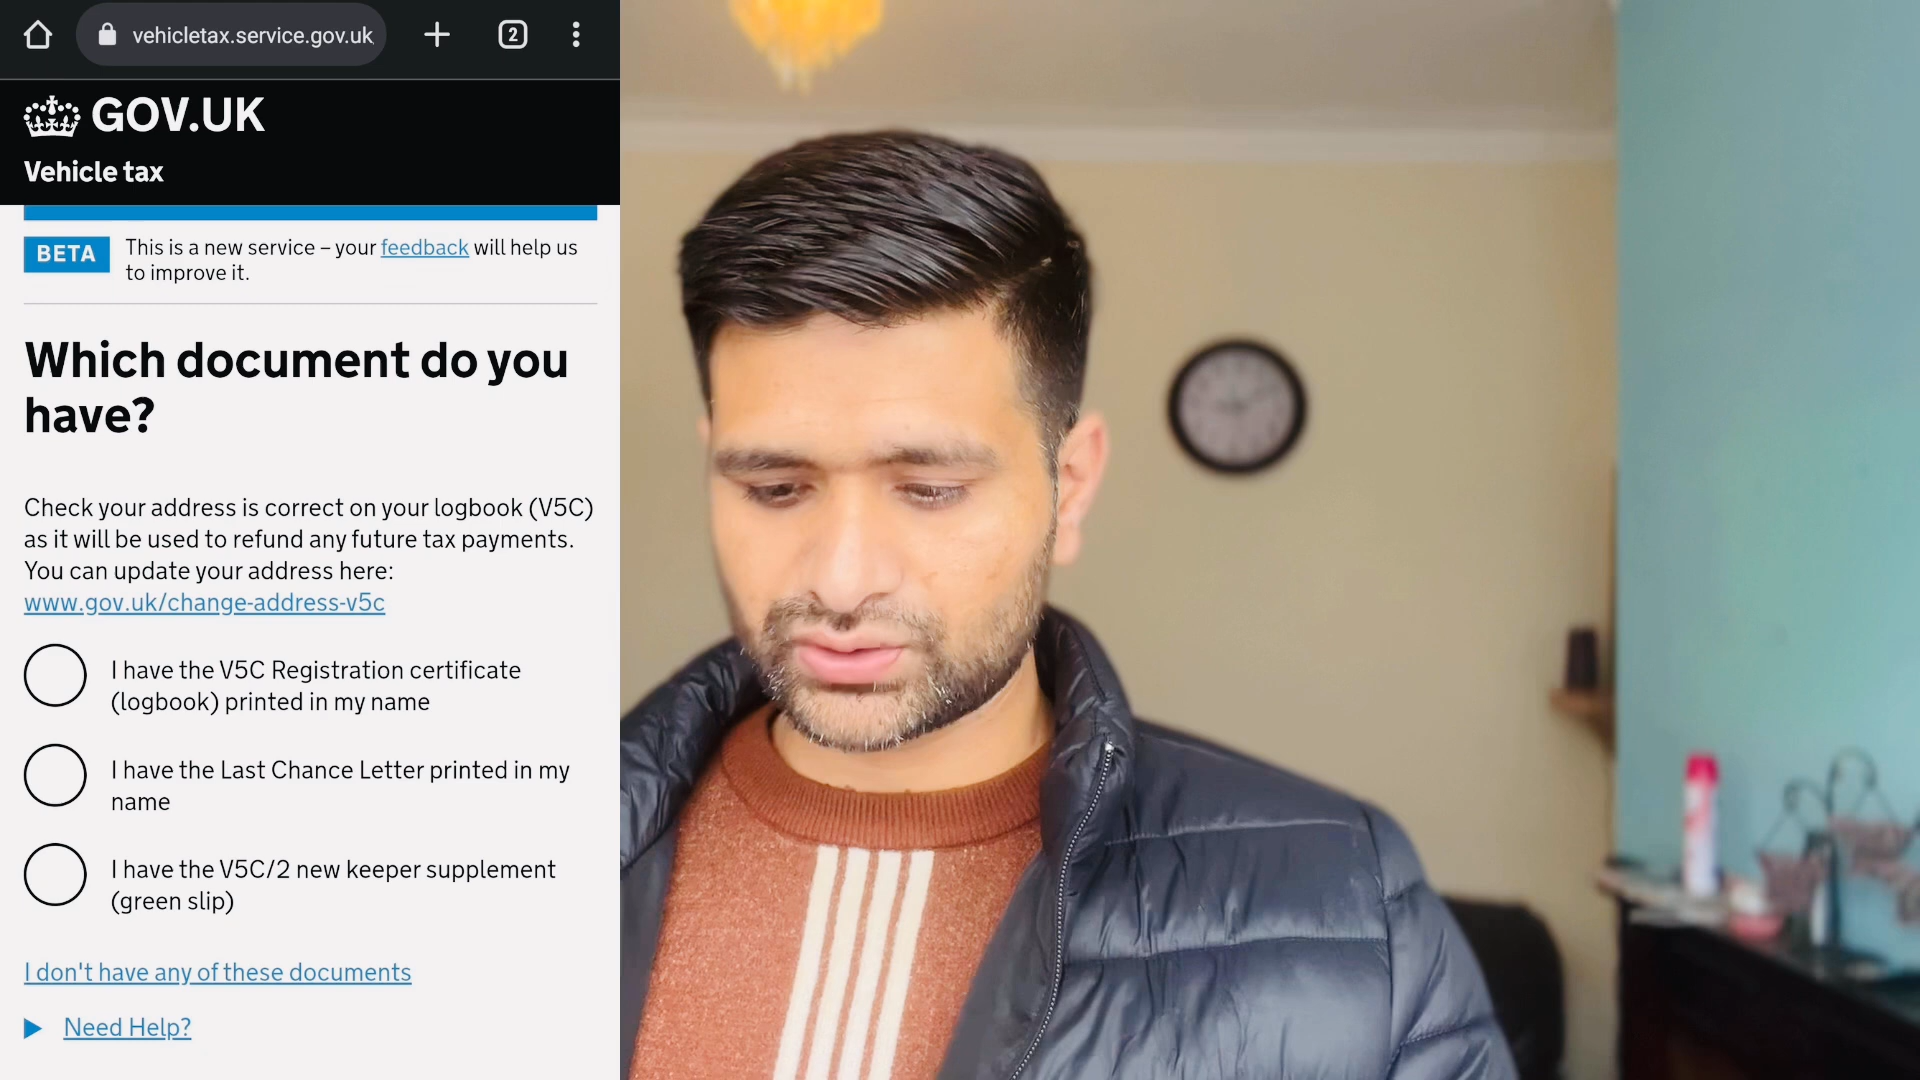 vehicletax.service.gov.uk
2
GOV.UK
Vehicle tax
BETA
This is a new service – your feedback will help us
to improve it.
Which document do you
have?
Check your address is correct on your logbook (V5C)
as it will be used to refund any future tax payments.
You can update your address here:
www.gov.uk/change-address-v5c
I have the V5C Registration certificate
(logbook) printed in my name
I have the Last Chance Letter printed in my
name
I have the V5C/2 new keeper supplement
(green slip)
I don't have any of these documents
Need Help?